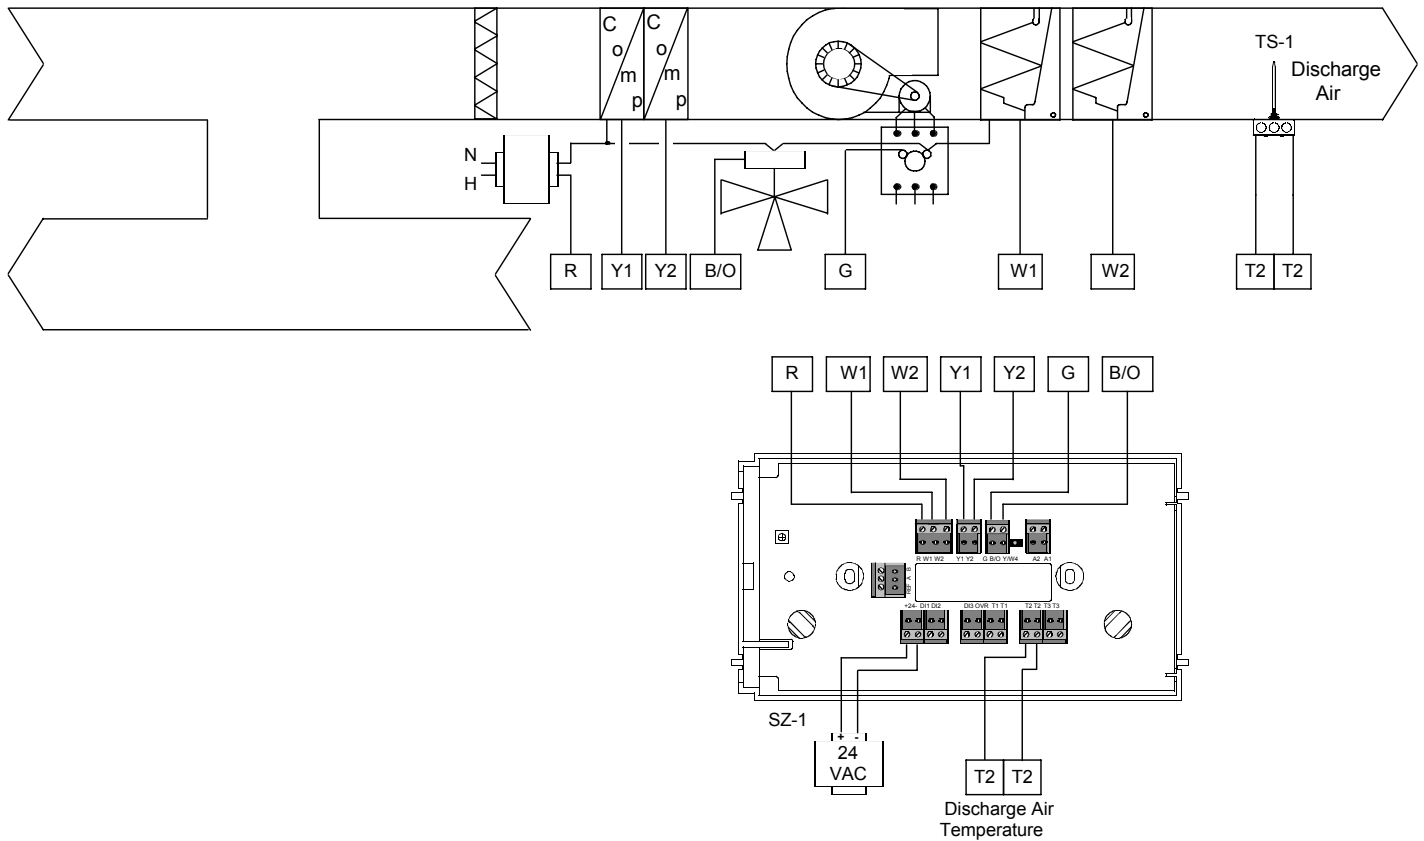 C
o
m
p
C
o
m
p
TS-1
Discharge
Air
N
H
R
Y1
Y2
B/O
G
W1
W2
T2
T2
R
W1
W2
Y1
Y2
G
B/O
R W1 W2
Y1 Y2
G B/O Y/W4
A2 A1
REF A B
+24- DI1 DI2
DI3 OVR T1 T1
T2 T2 T3 T3
SZ-1
+ -
24
VAC
T2
T2
Discharge Air
Temperature